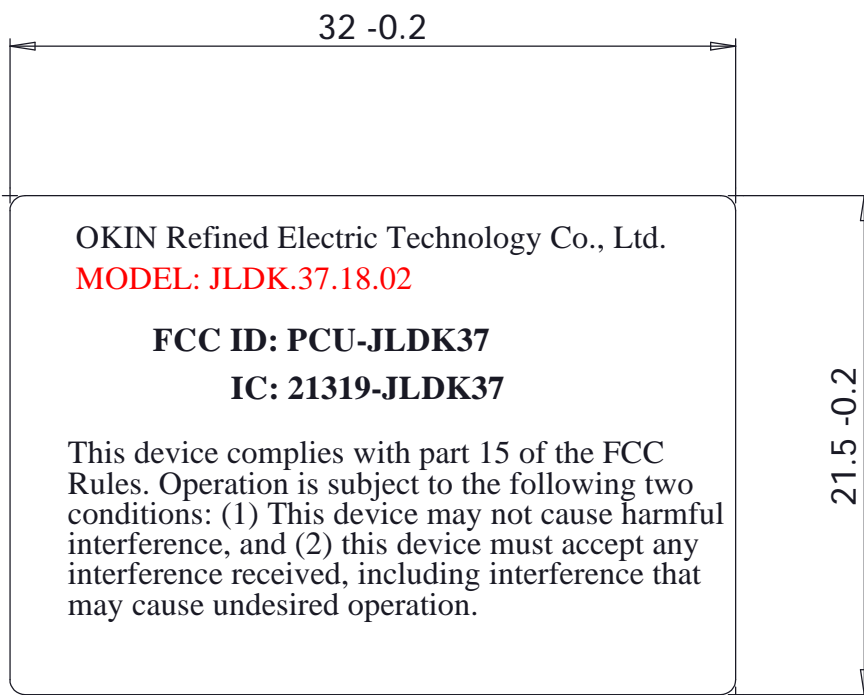 32 -0.2
OKIN Refined Electric Technology Co., Ltd.
MODEL: JLDK.37.18.02
FCC ID: PCU-JLDK37
IC: 21319-JLDK37
21.5 -0.2
This device complies with part 15 of the FCC
Rules. Operation is subject to the following two
conditions: (1) This device may not cause harmful
interference, and (2) this device must accept any
interference received, including interference that
may cause undesired operation.